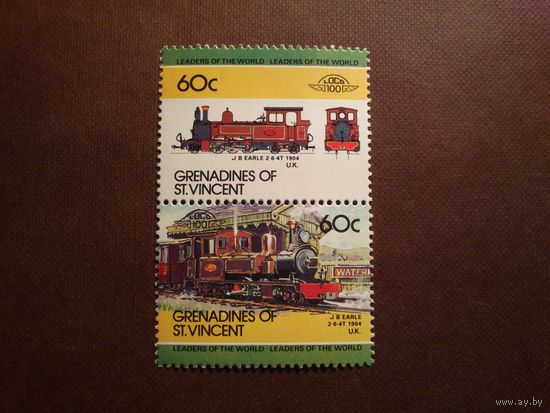 LEADERS OF THE WORLD · LEADERS OF THE WORLD
60c
LOCO
100
J B EARLE 2-6-4T 1904
U.K.
GRENADINES OF
ST.VINCENT
LOCO
100
60c
WATER
GRENADINES OF
ST.VINCENT
J B EARLE
2-6-4T 1904
U.K.
LEADERS OF THE WORLD · LEADERS OF THE WORLD
www.ay.by